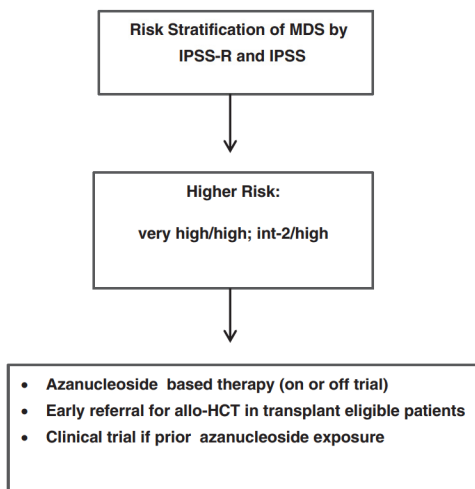 Risk Stratification of MDS by
IPSS-R and IPSS
Higher Risk:
very high/high; int-2/high
• Azanucleoside based therapy (on or off trial)
• Early referral for allo-HCT in transplant eligible patients
• Clinical trial if prior azanucleoside exposure